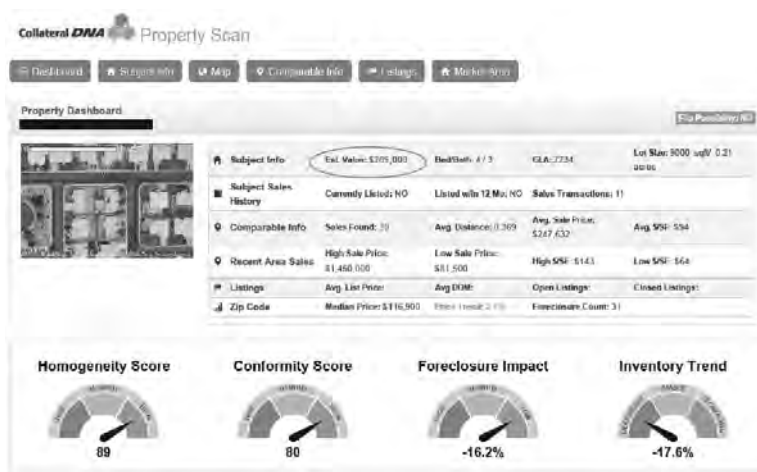 Collateral DNA Property Scan
Dashboard Subject Info Map Comparable Info Listings Market Area
Property Dashboard
Subject Info Est. Value: $205,000 Bed/Bath: 4 / 3 GLA: 2234 Lot Size: 9000 sqft/ 0.21 acres
Subject Sales History Currently Listed: NO Listed w/in 12 Mo: NO Sales Transactions: 11
Comparable Info Sales Found: Avg. Distance: 0.369 Avg. Sale Price: $247,632 Avg. $/SF: $94
Recent Area Sales High Sale Price: $1,450,000 Low Sale Price: $81,500 High $/SF: $143 Low $/SF: $64
Listings Avg. List Price: Avg DOM: Open Listings: Closed Listings:
Zip Code Median Price: $116,900 Foreclosure Count: 31
Homogeneity Score Conformity Score Foreclosure Impact Inventory Trend
89 80 -16.2% -17.6%